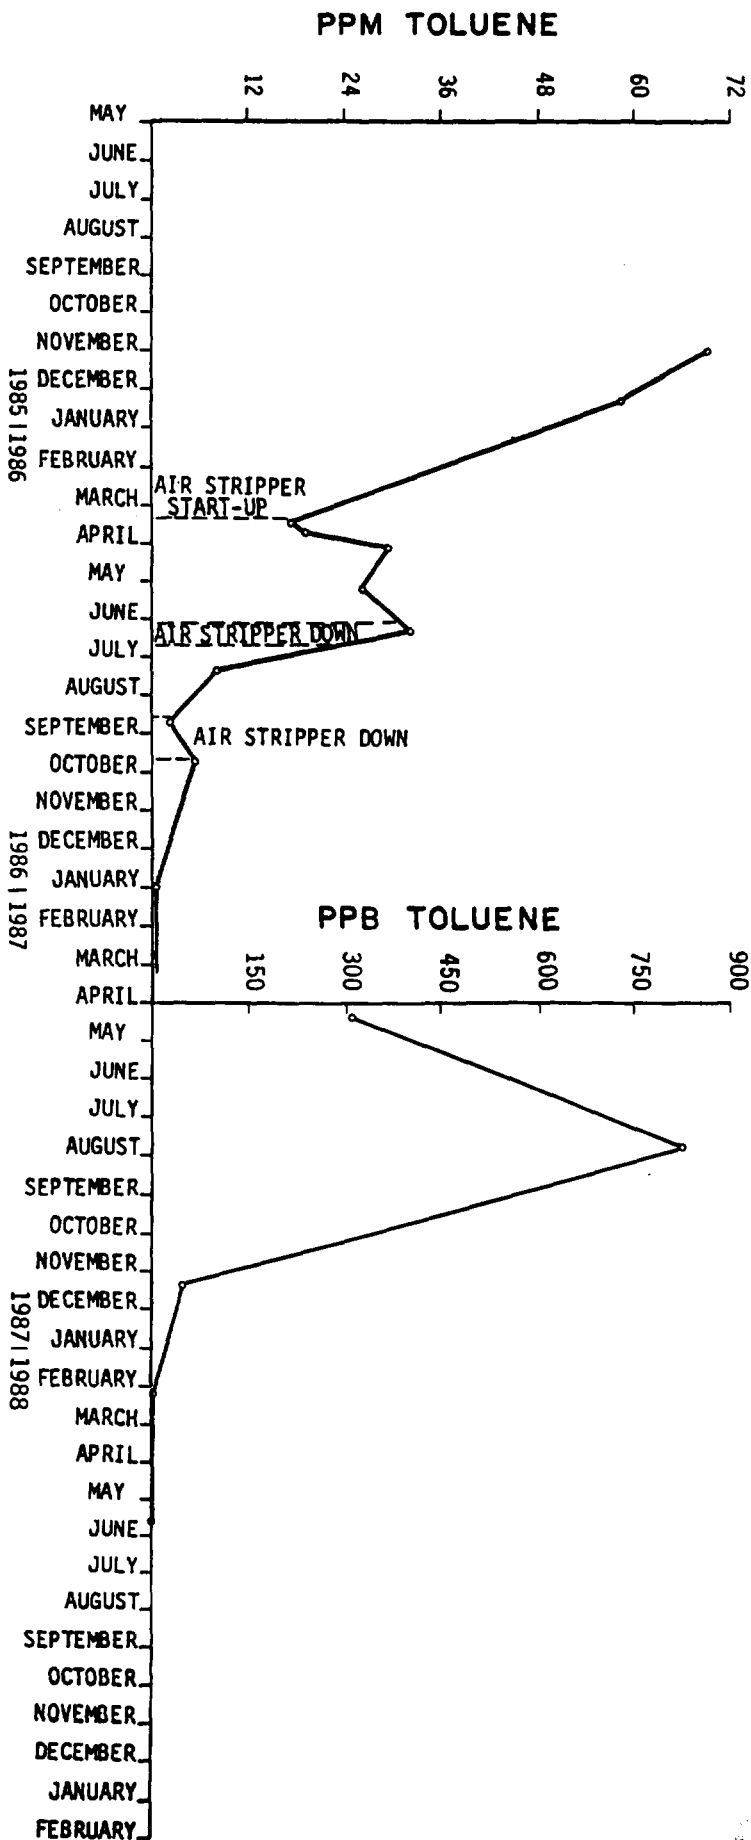 PPM TOLUENE
12 24 36 48 60 72
MAY
JUNE
JULY
AUGUST
SEPTEMBER
OCTOBER
NOVEMBER
DECEMBER
1985 | 1986
JANUARY
FEBRUARY
AIR STRIPPER
START-UP
MARCH
APRIL
MAY
JUNE
AIR STRIPPER DOWN
JULY
AUGUST
SEPTEMBER
AIR STRIPPER DOWN
OCTOBER
NOVEMBER
DECEMBER
1986 | 1987
JANUARY
FEBRUARY
MARCH
PPB TOLUENE
150 300 450 600 750 900
APRIL
MAY
JUNE
JULY
AUGUST
SEPTEMBER
OCTOBER
NOVEMBER
DECEMBER
1987 | 1988
JANUARY
FEBRUARY
MARCH
APRIL
MAY
JUNE
JULY
AUGUST
SEPTEMBER
OCTOBER
NOVEMBER
DECEMBER
JANUARY
FEBRUARY